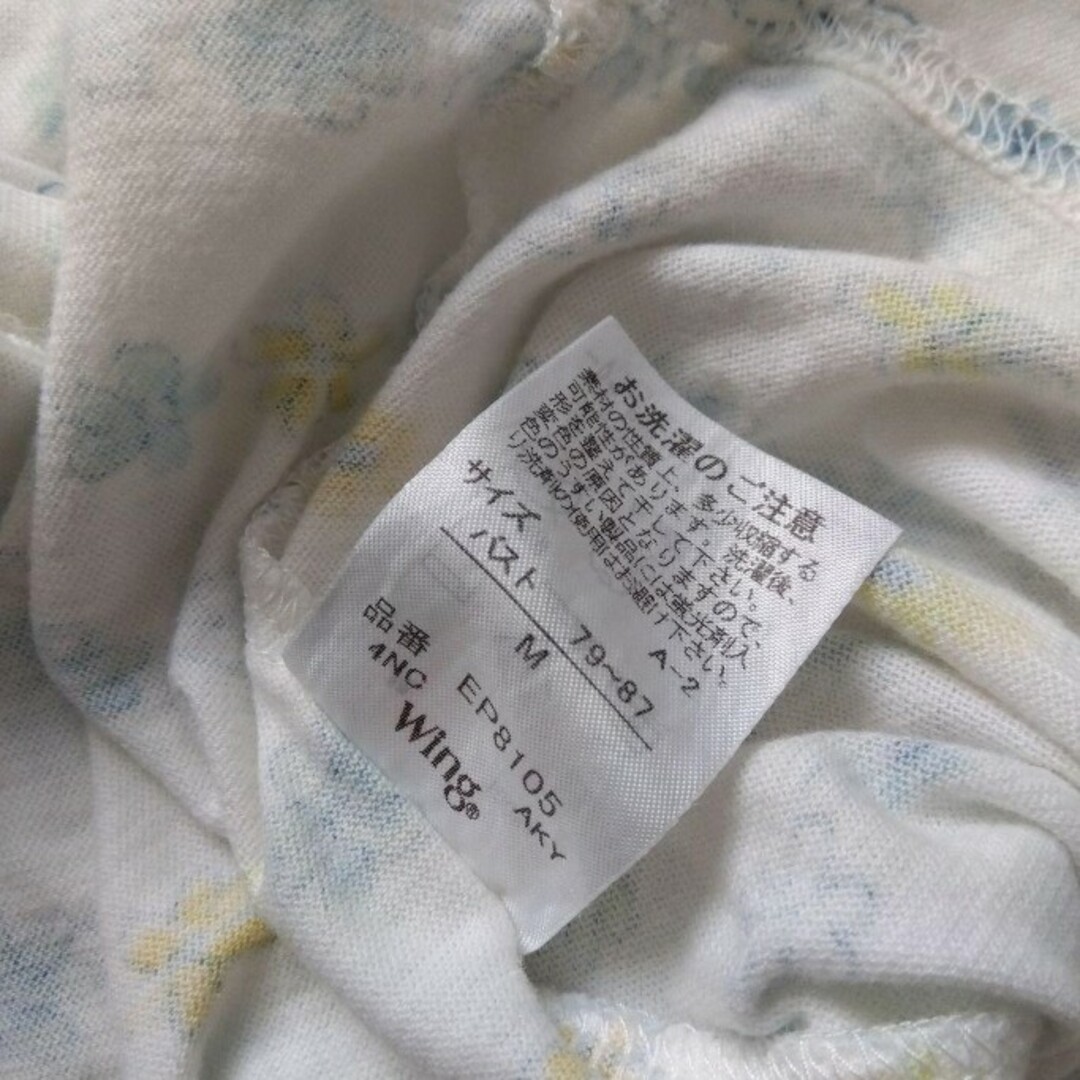 お洗濯のご注意
素材の性質上、多少収縮する
可能性があります。洗濯後、
形を整えて干して下さい。
変色の原因となりますので、
色のうすい製品には蛍光剤入
り洗剤の使用はお避け下さい。
A-2
サイズ
バスト 79~87
M
品番 EP8105
4NC AKY
Wing®